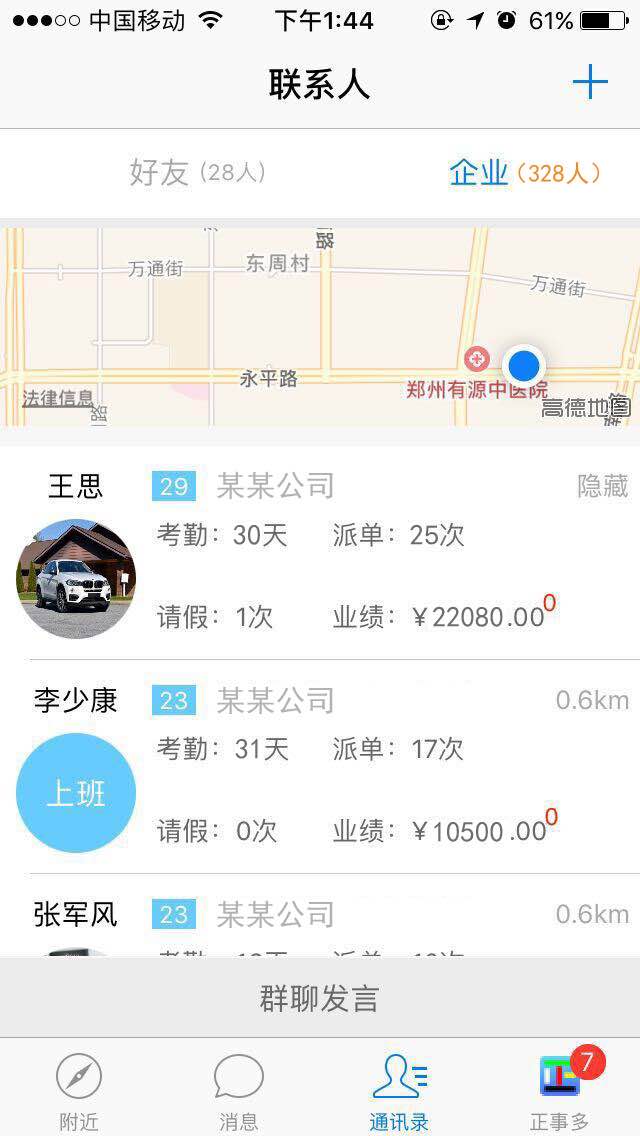 中国移动 下午1:44 61%
联系人
好友(28人) 企业(328人)
路
万通街 东周村 万通街
永平路
郑州有源中医院
法律信息 高德地图
路
王思 29 某某公司 隐藏
考勤：30天 派单：25次
请假：1次 业绩：￥22080.00 0
李少康 23 某某公司 0.6km
上班
考勤：31天 派单：17次
请假：0次 业绩：￥10500.00 0
张军风 23 某某公司 0.6km
群聊发言
7
附近 消息 通讯录 正事多